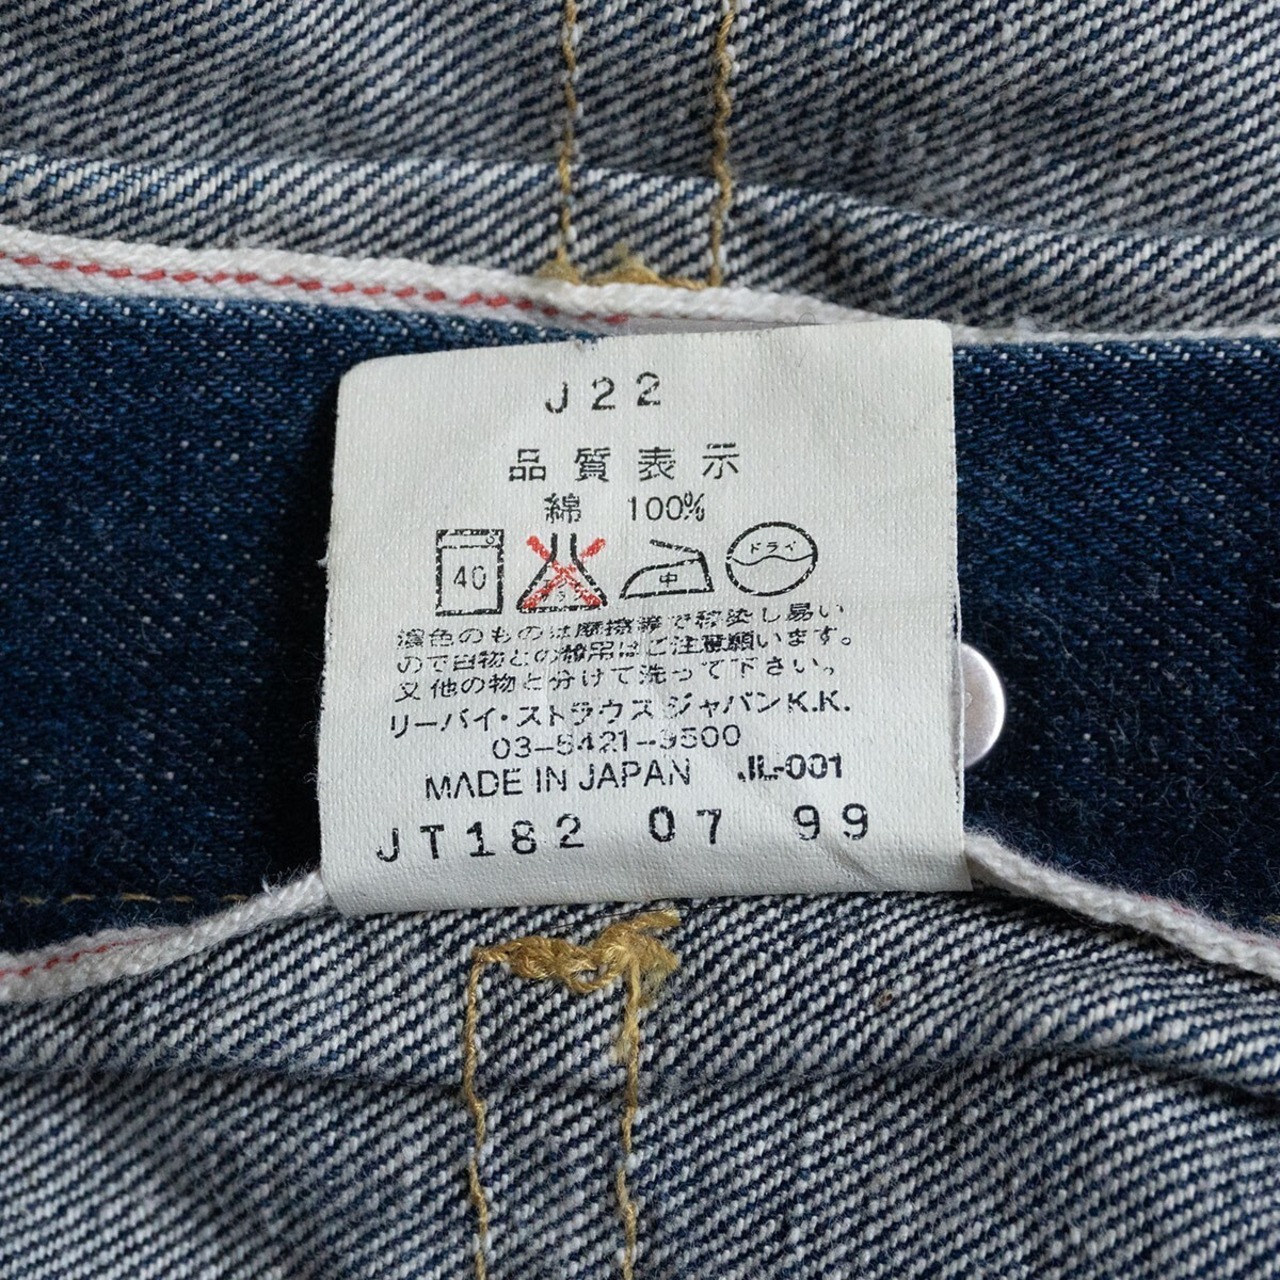 J22
品質表示
綿 100%
40 中 ドライ
濃色のものは摩擦等で移染し易い
ので白物との着用はご注意願います。
又他の物と分けて洗って下さい。
リーバイ・ストラウス ジャパンK.K.
03-5421-9500
MADE IN JAPAN JL-001
JT182 07 99